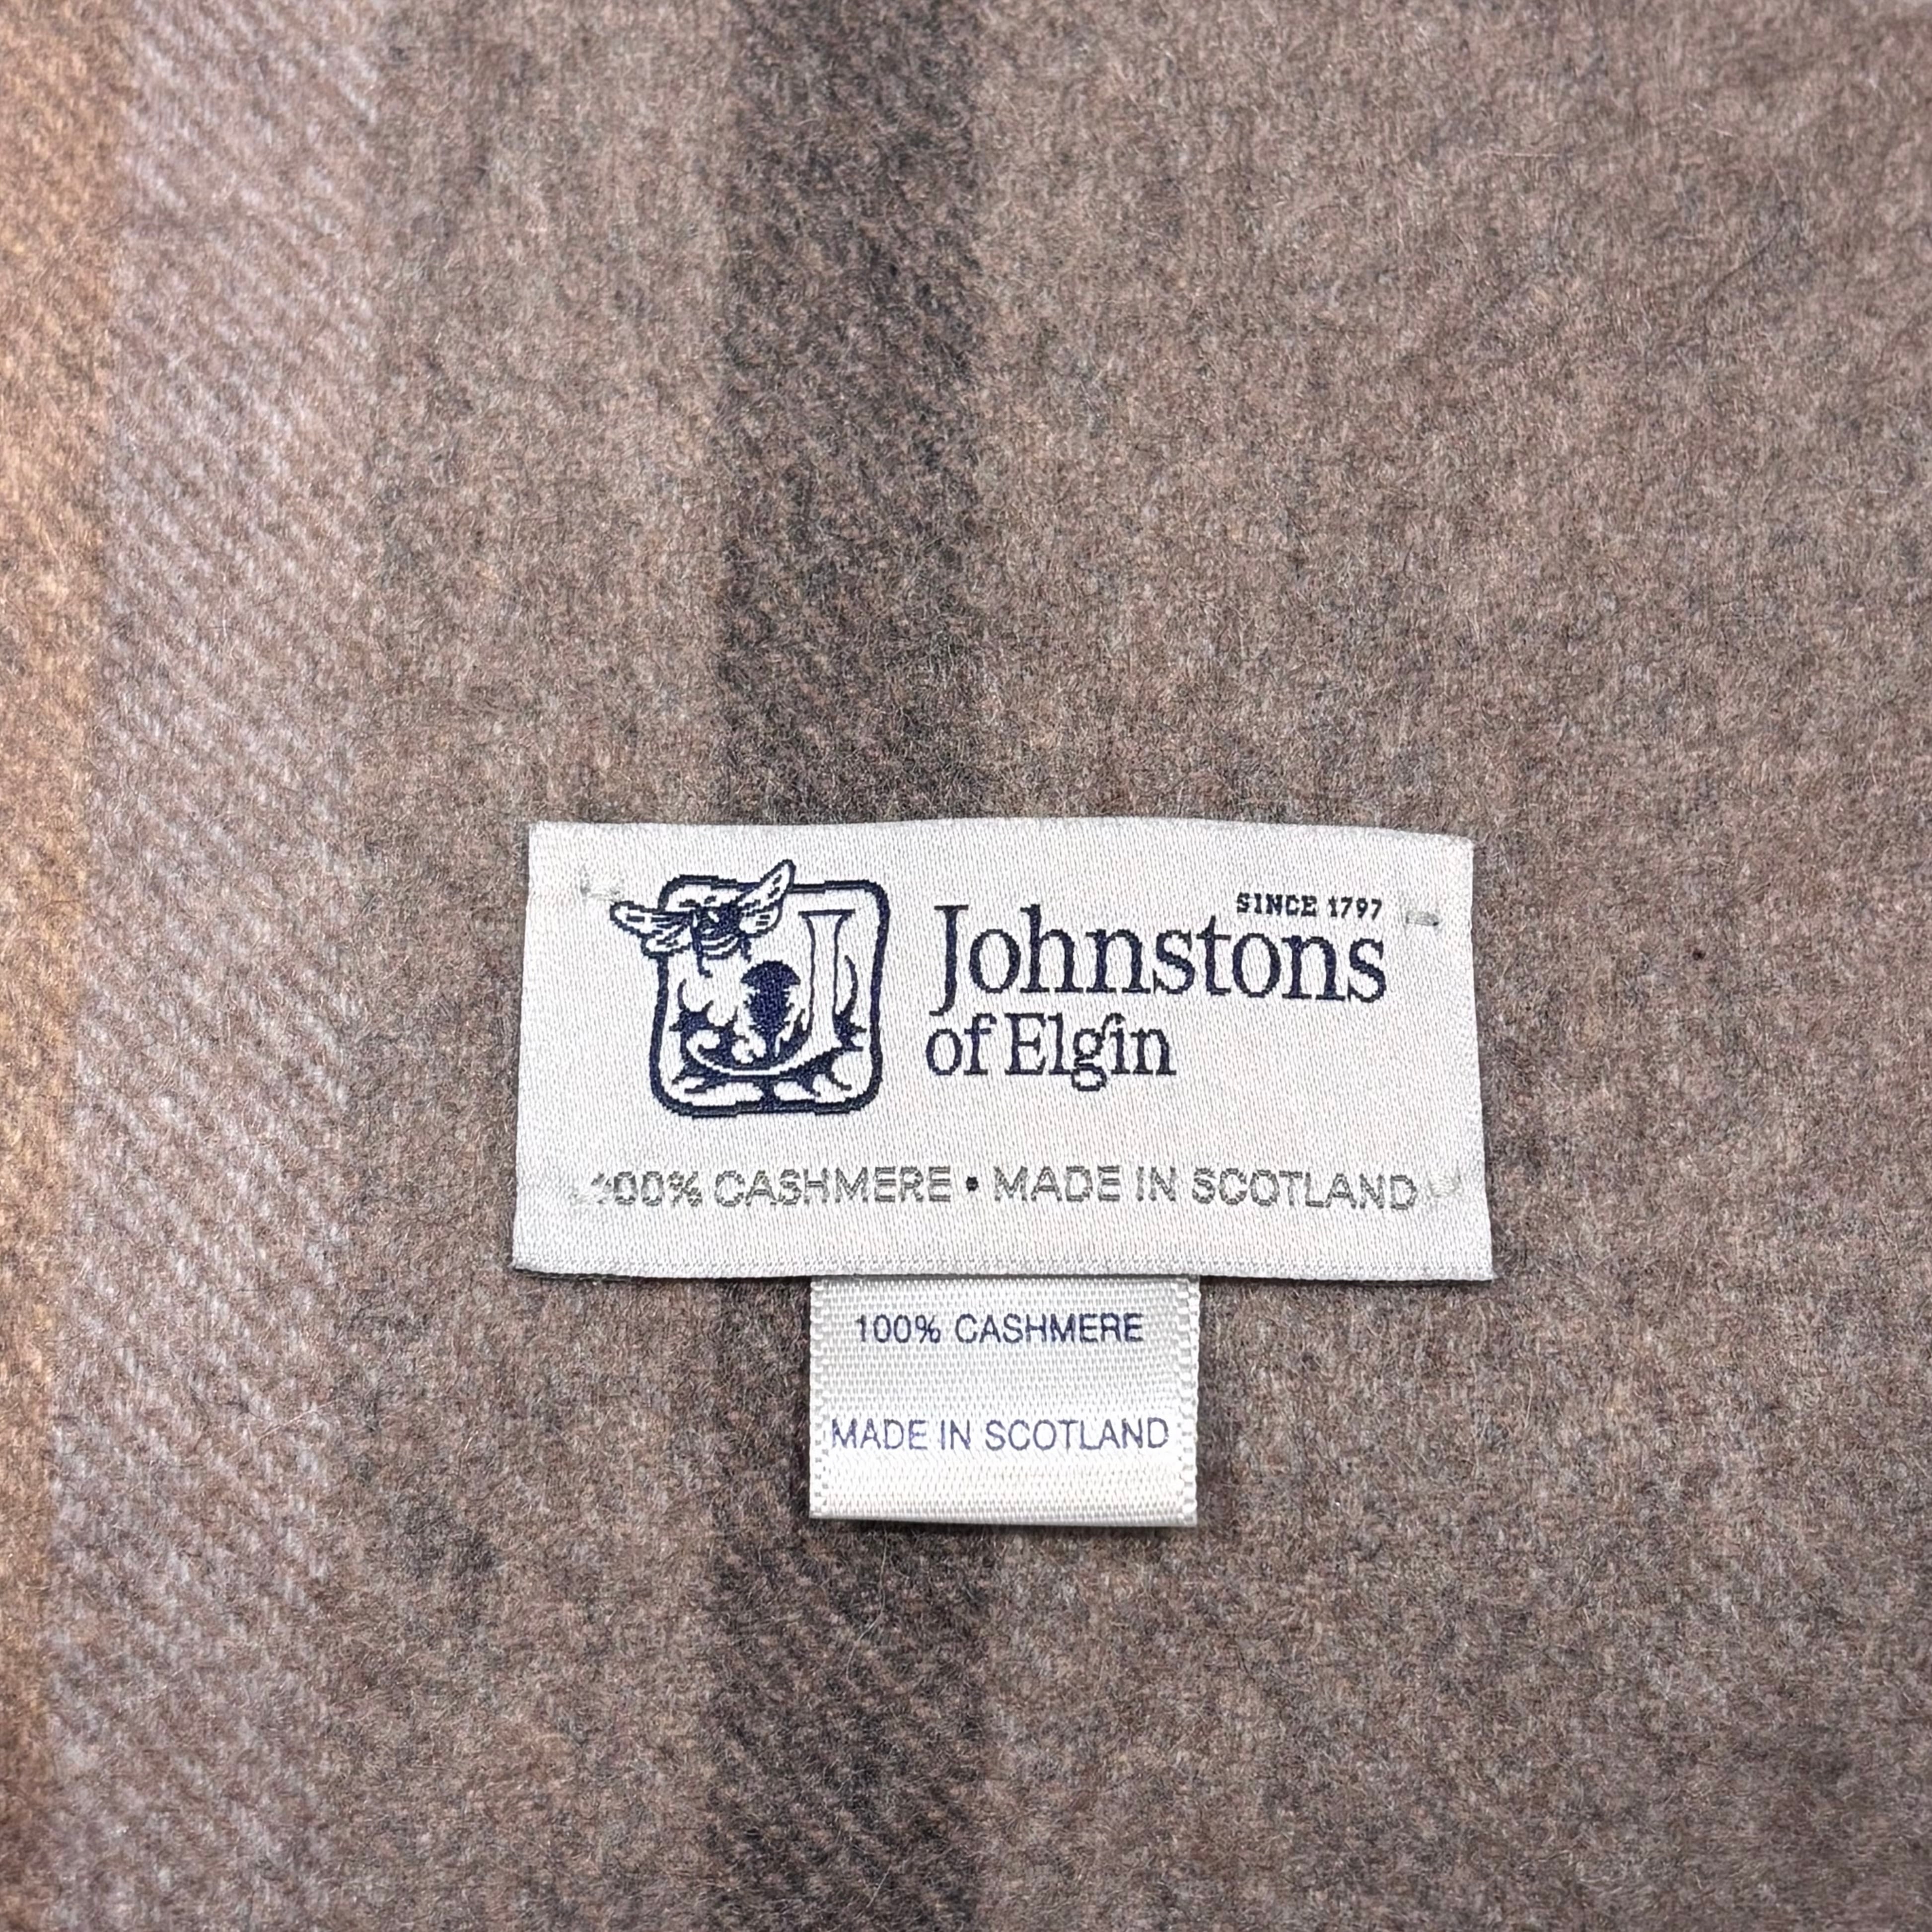 SINCE 1797
Johnstons
of Elgin
100% CASHMERE • MADE IN SCOTLAND
100% CASHMERE
MADE IN SCOTLAND